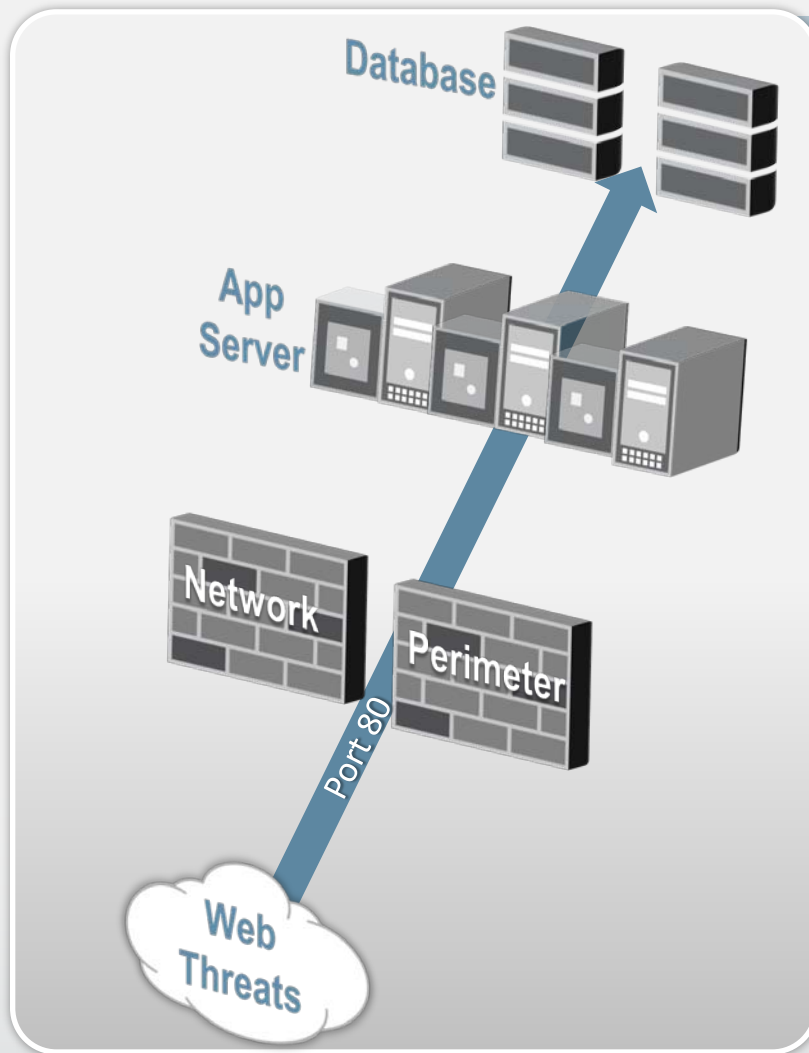 Database
App
Server
Network
Perimeter
Port 80
Web
Threats